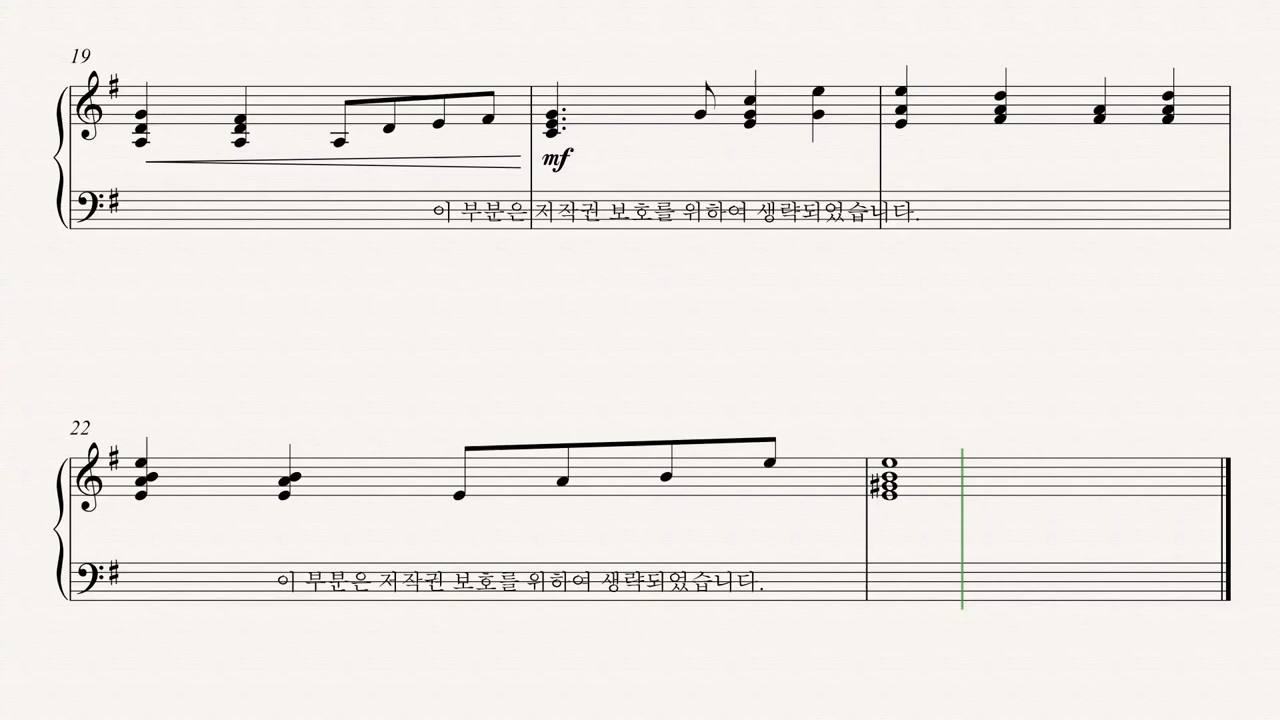 19
mf
이 부분은 저작권 보호를 위하여 생략되었습니다.
22
이 부분은 저작권 보호를 위하여 생략되었습니다.